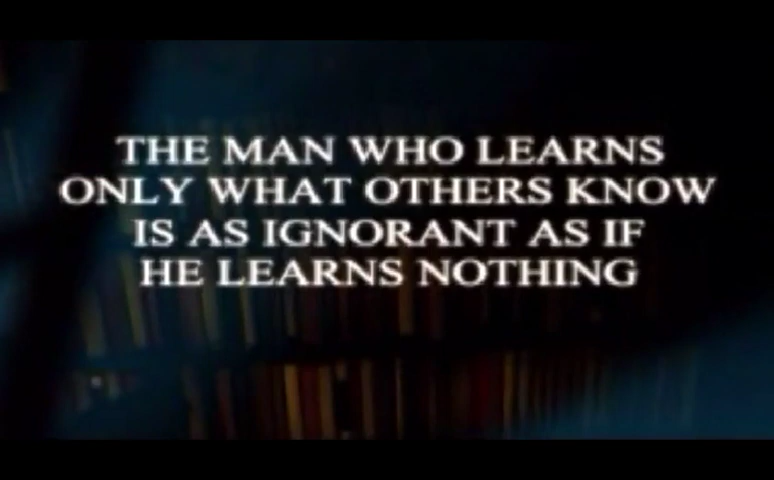 THE MAN WHO LEARNS
ONLY WHAT OTHERS KNOW
IS AS IGNORANT AS IF
HE LEARNS NOTHING